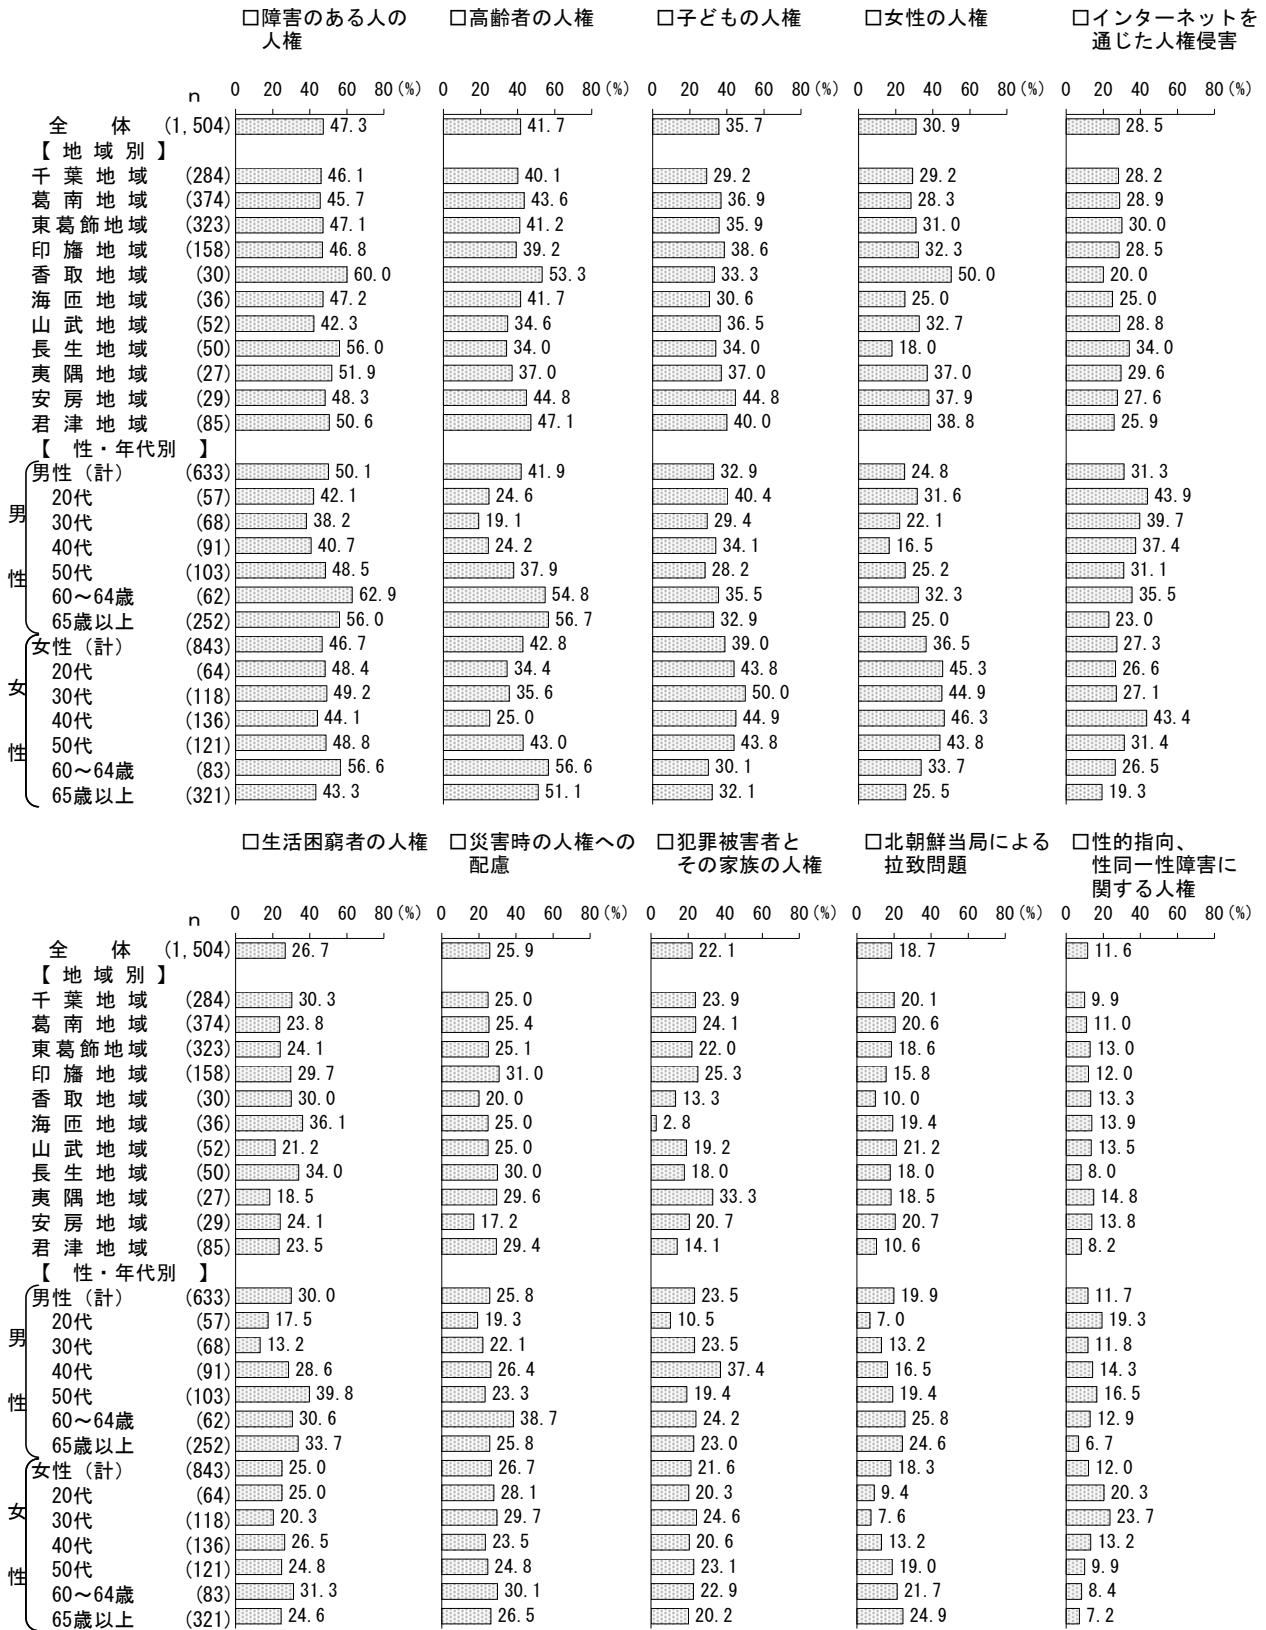 □障害のある人の 人権 □高齢者の人権 □子どもの人権 □女性の人権 □インターネットを 通じた人権侵害
n 0 20 40 60 80(%) 0 20 40 60 80(%) 0 20 40 60 80(%) 0 20 40 60 80(%) 0 20 40 60 80(%)
全 体 (1,504) 47.3 41.7 35.7 30.9 28.5
【 地 域 別 】
千 葉 地 域 (284) 46.1 40.1 29.2 29.2 28.2
葛 南 地 域 (374) 45.7 43.6 36.9 28.3 28.9
東葛飾地域 (323) 47.1 41.2 35.9 31.0 30.0
印 旛 地 域 (158) 46.8 39.2 38.6 32.3 28.5
香 取 地 域 (30) 60.0 53.3 33.3 50.0 20.0
海 匝 地 域 (36) 47.2 41.7 30.6 25.0 25.0
山 武 地 域 (52) 42.3 34.6 36.5 32.7 28.8
長 生 地 域 (50) 56.0 34.0 34.0 18.0 34.0
夷 隅 地 域 (27) 51.9 37.0 37.0 37.0 29.6
安 房 地 域 (29) 48.3 44.8 44.8 37.9 27.6
君 津 地 域 (85) 50.6 47.1 40.0 38.8 25.9
【 性・年代別 】
男性（計） (633) 50.1 41.9 32.9 24.8 31.3
男性
20代 (57) 42.1 24.6 40.4 31.6 43.9
30代 (68) 38.2 19.1 29.4 22.1 39.7
40代 (91) 40.7 24.2 34.1 16.5 37.4
50代 (103) 48.5 37.9 28.2 25.2 31.1
60～64歳 (62) 62.9 54.8 35.5 32.3 35.5
65歳以上 (252) 56.0 56.7 32.9 25.0 23.0
女性（計） (843) 46.7 42.8 39.0 36.5 27.3
女性
20代 (64) 48.4 34.4 43.8 45.3 26.6
30代 (118) 49.2 35.6 50.0 44.9 27.1
40代 (136) 44.1 25.0 44.9 46.3 43.4
50代 (121) 48.8 43.0 43.8 43.8 31.4
60～64歳 (83) 56.6 56.6 30.1 33.7 26.5
65歳以上 (321) 43.3 51.1 32.1 25.5 19.3
□生活困窮者の人権 □災害時の人権への 配慮 □犯罪被害者と その家族の人権 □北朝鮮当局による 拉致問題 □性的指向、 性同一性障害に 関する人権
n 0 20 40 60 80(%) 0 20 40 60 80(%) 0 20 40 60 80(%) 0 20 40 60 80(%) 0 20 40 60 80(%)
全 体 (1,504) 26.7 25.9 22.1 18.7 11.6
【 地 域 別 】
千 葉 地 域 (284) 30.3 25.0 23.9 20.1 9.9
葛 南 地 域 (374) 23.8 25.4 24.1 20.6 11.0
東葛飾地域 (323) 24.1 25.1 22.0 18.6 13.0
印 旛 地 域 (158) 29.7 31.0 25.3 15.8 12.0
香 取 地 域 (30) 30.0 20.0 13.3 10.0 13.3
海 匝 地 域 (36) 36.1 25.0 2.8 19.4 13.9
山 武 地 域 (52) 21.2 25.0 19.2 21.2 13.5
長 生 地 域 (50) 34.0 30.0 18.0 18.0 8.0
夷 隅 地 域 (27) 18.5 29.6 33.3 18.5 14.8
安 房 地 域 (29) 24.1 17.2 20.7 20.7 13.8
君 津 地 域 (85) 23.5 29.4 14.1 10.6 8.2
【 性・年代別 】
男性（計） (633) 30.0 25.8 23.5 19.9 11.7
男性
20代 (57) 17.5 19.3 10.5 7.0 19.3
30代 (68) 13.2 22.1 23.5 13.2 11.8
40代 (91) 28.6 26.4 37.4 16.5 14.3
50代 (103) 39.8 23.3 19.4 19.4 16.5
60～64歳 (62) 30.6 38.7 24.2 25.8 12.9
65歳以上 (252) 33.7 25.8 23.0 24.6 6.7
女性（計） (843) 25.0 26.7 21.6 18.3 12.0
女性
20代 (64) 25.0 28.1 20.3 9.4 20.3
30代 (118) 20.3 29.7 24.6 7.6 23.7
40代 (136) 26.5 23.5 20.6 13.2 13.2
50代 (121) 24.8 24.8 23.1 19.0 9.9
60～64歳 (83) 31.3 30.1 22.9 21.7 8.4
65歳以上 (321) 24.6 26.5 20.2 24.9 7.2